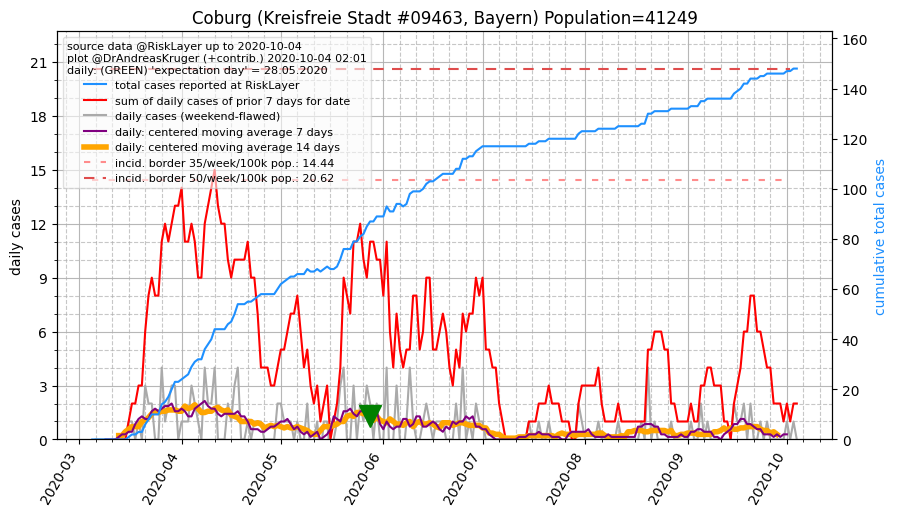 Coburg (Kreisfreie Stadt #09463, Bayern) Population=41249
source data @RiskLayer up to 2020-10-04
plot @DrAndreasKruger (+contrib.) 2020-10-04 02:01
daily: (GREEN) 'expectation day' = 28.05.2020
total cases reported at RiskLayer
sum of daily cases of prior 7 days for date
daily cases (weekend-flawed)
daily: centered moving average 7 days
daily: centered moving average 14 days
incid. border 35/week/100k pop.: 14.44
incid. border 50/week/100k pop.: 20.62
daily cases
21
18
15
12
9
6
3
0
cumulative total cases
160
140
120
100
80
60
40
20
0
2020-03
2020-04
2020-05
2020-06
2020-07
2020-08
2020-09
2020-10